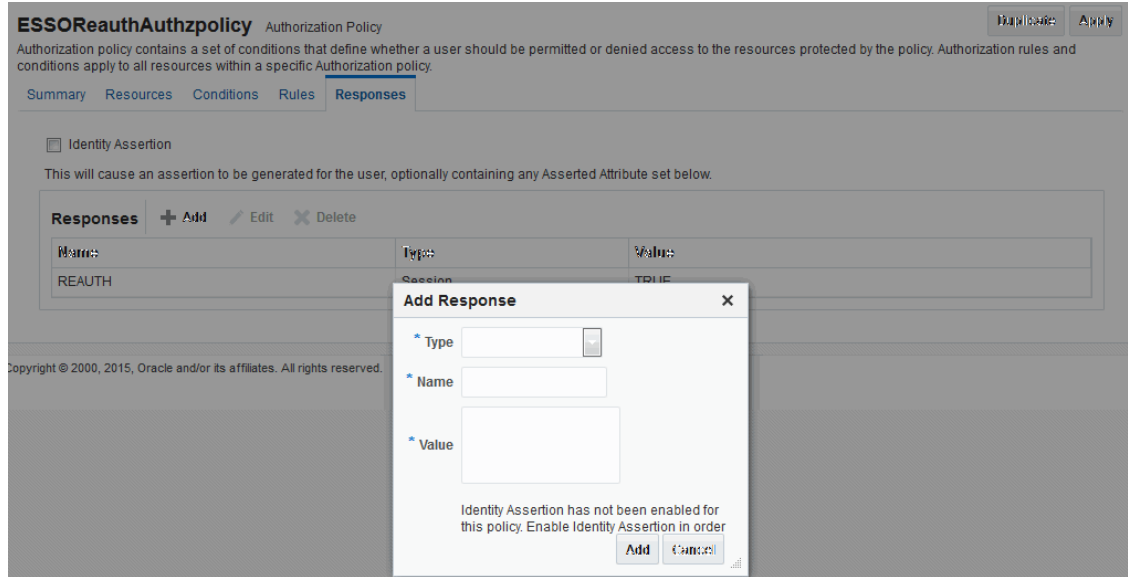 ESSOReauthAuthzpolicy Authorization Policy
Duplicate Apply
Authorization policy contains a set of conditions that define whether a user should be permitted or denied access to the resources protected by the policy. Authorization rules and
conditions apply to all resources within a specific Authorization policy.
Summary Resources Conditions Rules Responses
Identity Assertion
This will cause an assertion to be generated for the user, optionally containing any Asserted Attribute set below.
Responses Add Edit Delete
Name Type Value
REAUTH Session TRUE
Add Response
* Type
Copyright © 2000, 2015, Oracle and/or its affiliates. All rights reserved.
* Name
* Value
Identity Assertion has not been enabled for
this policy. Enable Identity Assertion in order
Add Cancel